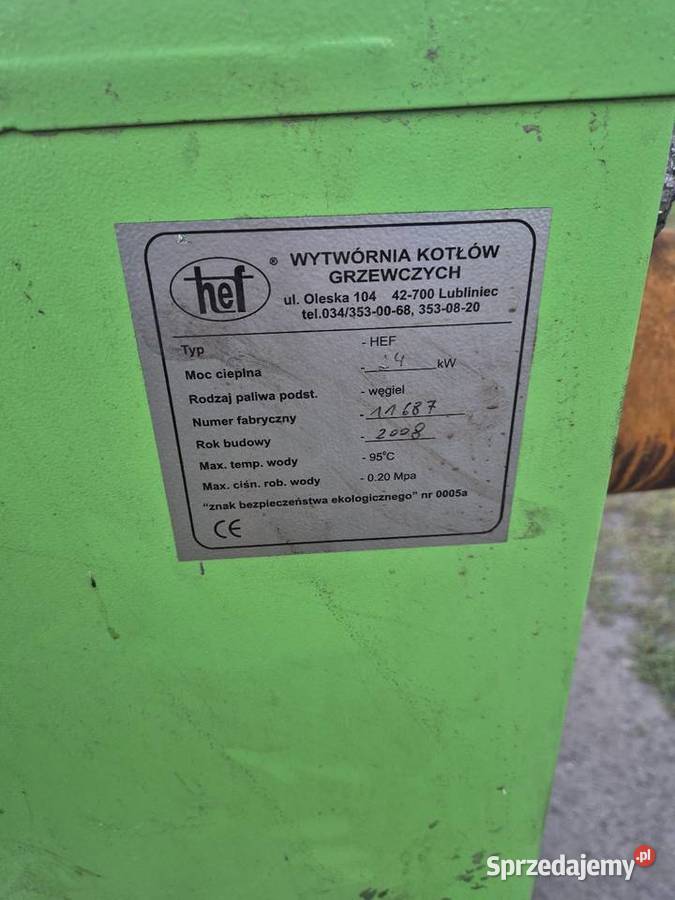 hef ® WYTWÓRNIA KOTŁÓW
GRZEWCZYCH
ul. Oleska 104 42-700 Lubliniec
tel.034/353-00-68, 353-08-20
Typ - HEF
Moc cieplna - 24 kW
Rodzaj paliwa podst. - węgiel
Numer fabryczny - 11687
Rok budowy - 2008
Max. temp. wody - 95°C
Max. ciśn. rob. wody - 0.20 Mpa
"znak bezpieczeństwa ekologicznego" nr 0005a
CE
Sprzedajemy.pl